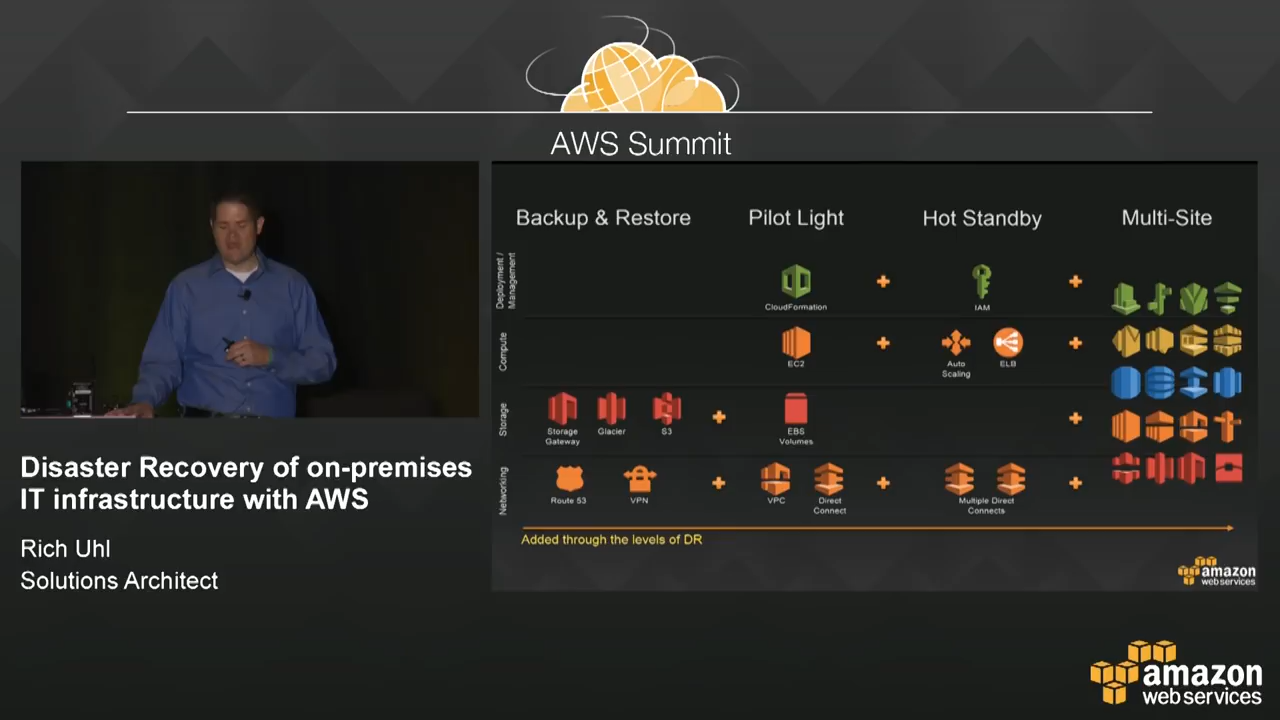 AWS Summit
Disaster Recovery of on-premises
IT infrastructure with AWS
Rich Uhl
Solutions Architect
Backup & Restore
Pilot Light
Hot Standby
Multi-Site
Deployment /
Management
CloudFormation
IAM
Compute
EC2
Auto
Scaling
ELB
Storage
Storage
Gateway
Glacier
S3
EBS
Volumes
Networking
Route 53
VPN
VPC
Direct
Connect
Multiple Direct
Connects
Added through the levels of DR
amazon
web services
amazon
web services